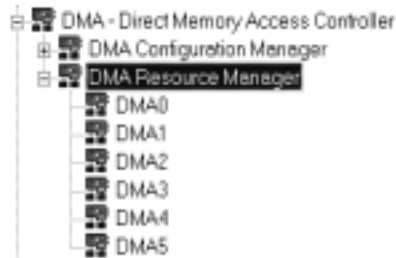 DMA - Direct Memory Access Controller
DMA Configuration Manager
DMA Resource Manager
DMA0
DMA1
DMA2
DMA3
DMA4
DMA5